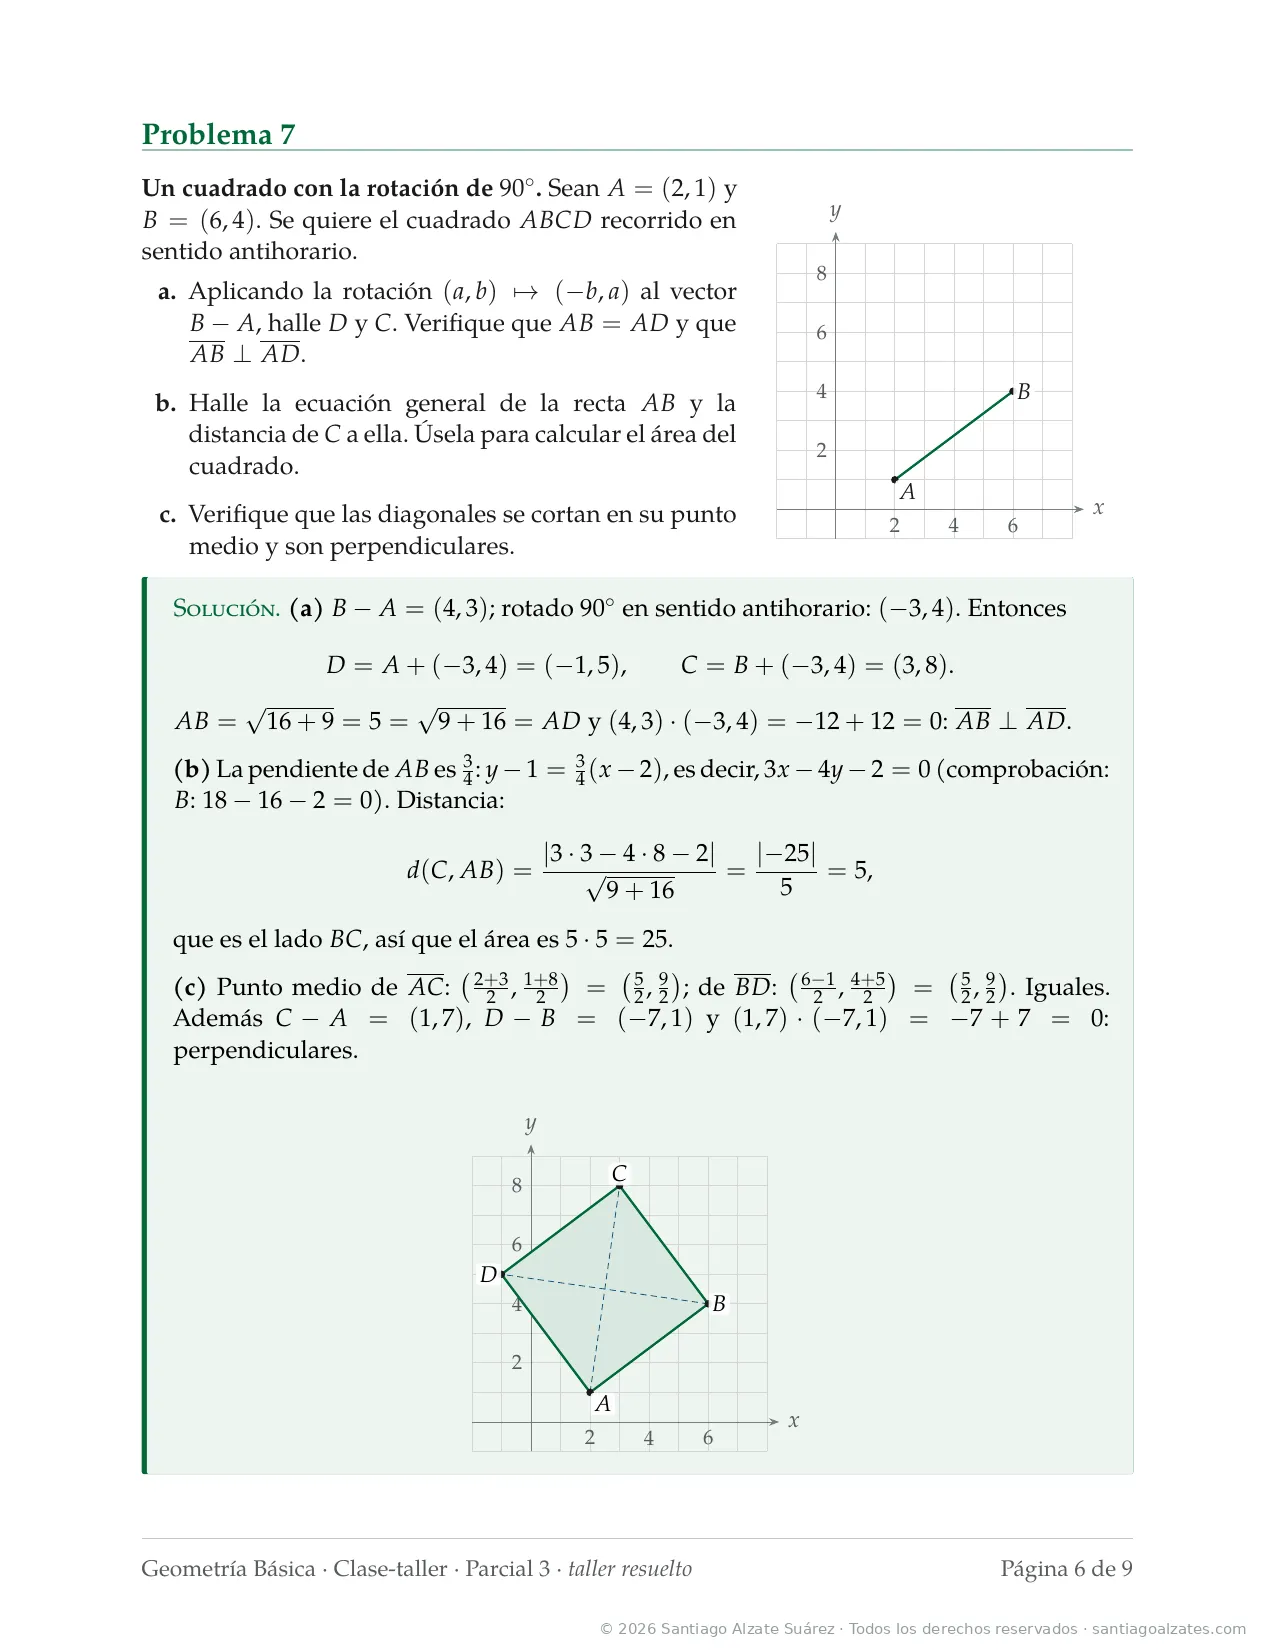 Problema 7
Un cuadrado con la rotación de 90°. Sean A = (2, 1) y
B = (6, 4). Se quiere el cuadrado ABCD recorrido en
sentido antihorario.
a. Aplicando la rotación (a, b) ↦ (−b, a) al vector
B − A, halle D y C. Verifique que AB = AD y que
A̅B̅ ⊥ A̅D̅.
b. Halle la ecuación general de la recta AB y la
distancia de C a ella. Úsela para calcular el área del
cuadrado.
c. Verifique que las diagonales se cortan en su punto
medio y son perpendiculares.
y
8
6
4
2
B
A
2 4 6
x
Solución. (a) B − A = (4, 3); rotado 90° en sentido antihorario: (−3, 4). Entonces
D = A + (−3, 4) = (−1, 5), C = B + (−3, 4) = (3, 8).
AB = √(16 + 9) = 5 = √(9 + 16) = AD y (4, 3) · (−3, 4) = −12 + 12 = 0: A̅B̅ ⊥ A̅D̅.
(b) La pendiente de AB es 3/4: y − 1 = 3/4(x − 2), es decir, 3x − 4y − 2 = 0 (comprobación:
B: 18 − 16 − 2 = 0). Distancia:
d(C, AB) = |3 · 3 − 4 · 8 − 2| / √(9 + 16) = |−25| / 5 = 5,
que es el lado BC, así que el área es 5 · 5 = 25.
(c) Punto medio de A̅C̅: ((2+3)/2, (1+8)/2) = (5/2, 9/2); de B̅D̅: ((6−1)/2, (4+5)/2) = (5/2, 9/2). Iguales.
Además C − A = (1, 7), D − B = (−7, 1) y (1, 7) · (−7, 1) = −7 + 7 = 0:
perpendiculares.
y
C
8
6
D
4
B
2
A
2 4 6
x
Geometría Básica · Clase-taller · Parcial 3 · taller resuelto
Página 6 de 9
© 2026 Santiago Alzate Suárez · Todos los derechos reservados · santiagoalzates.com